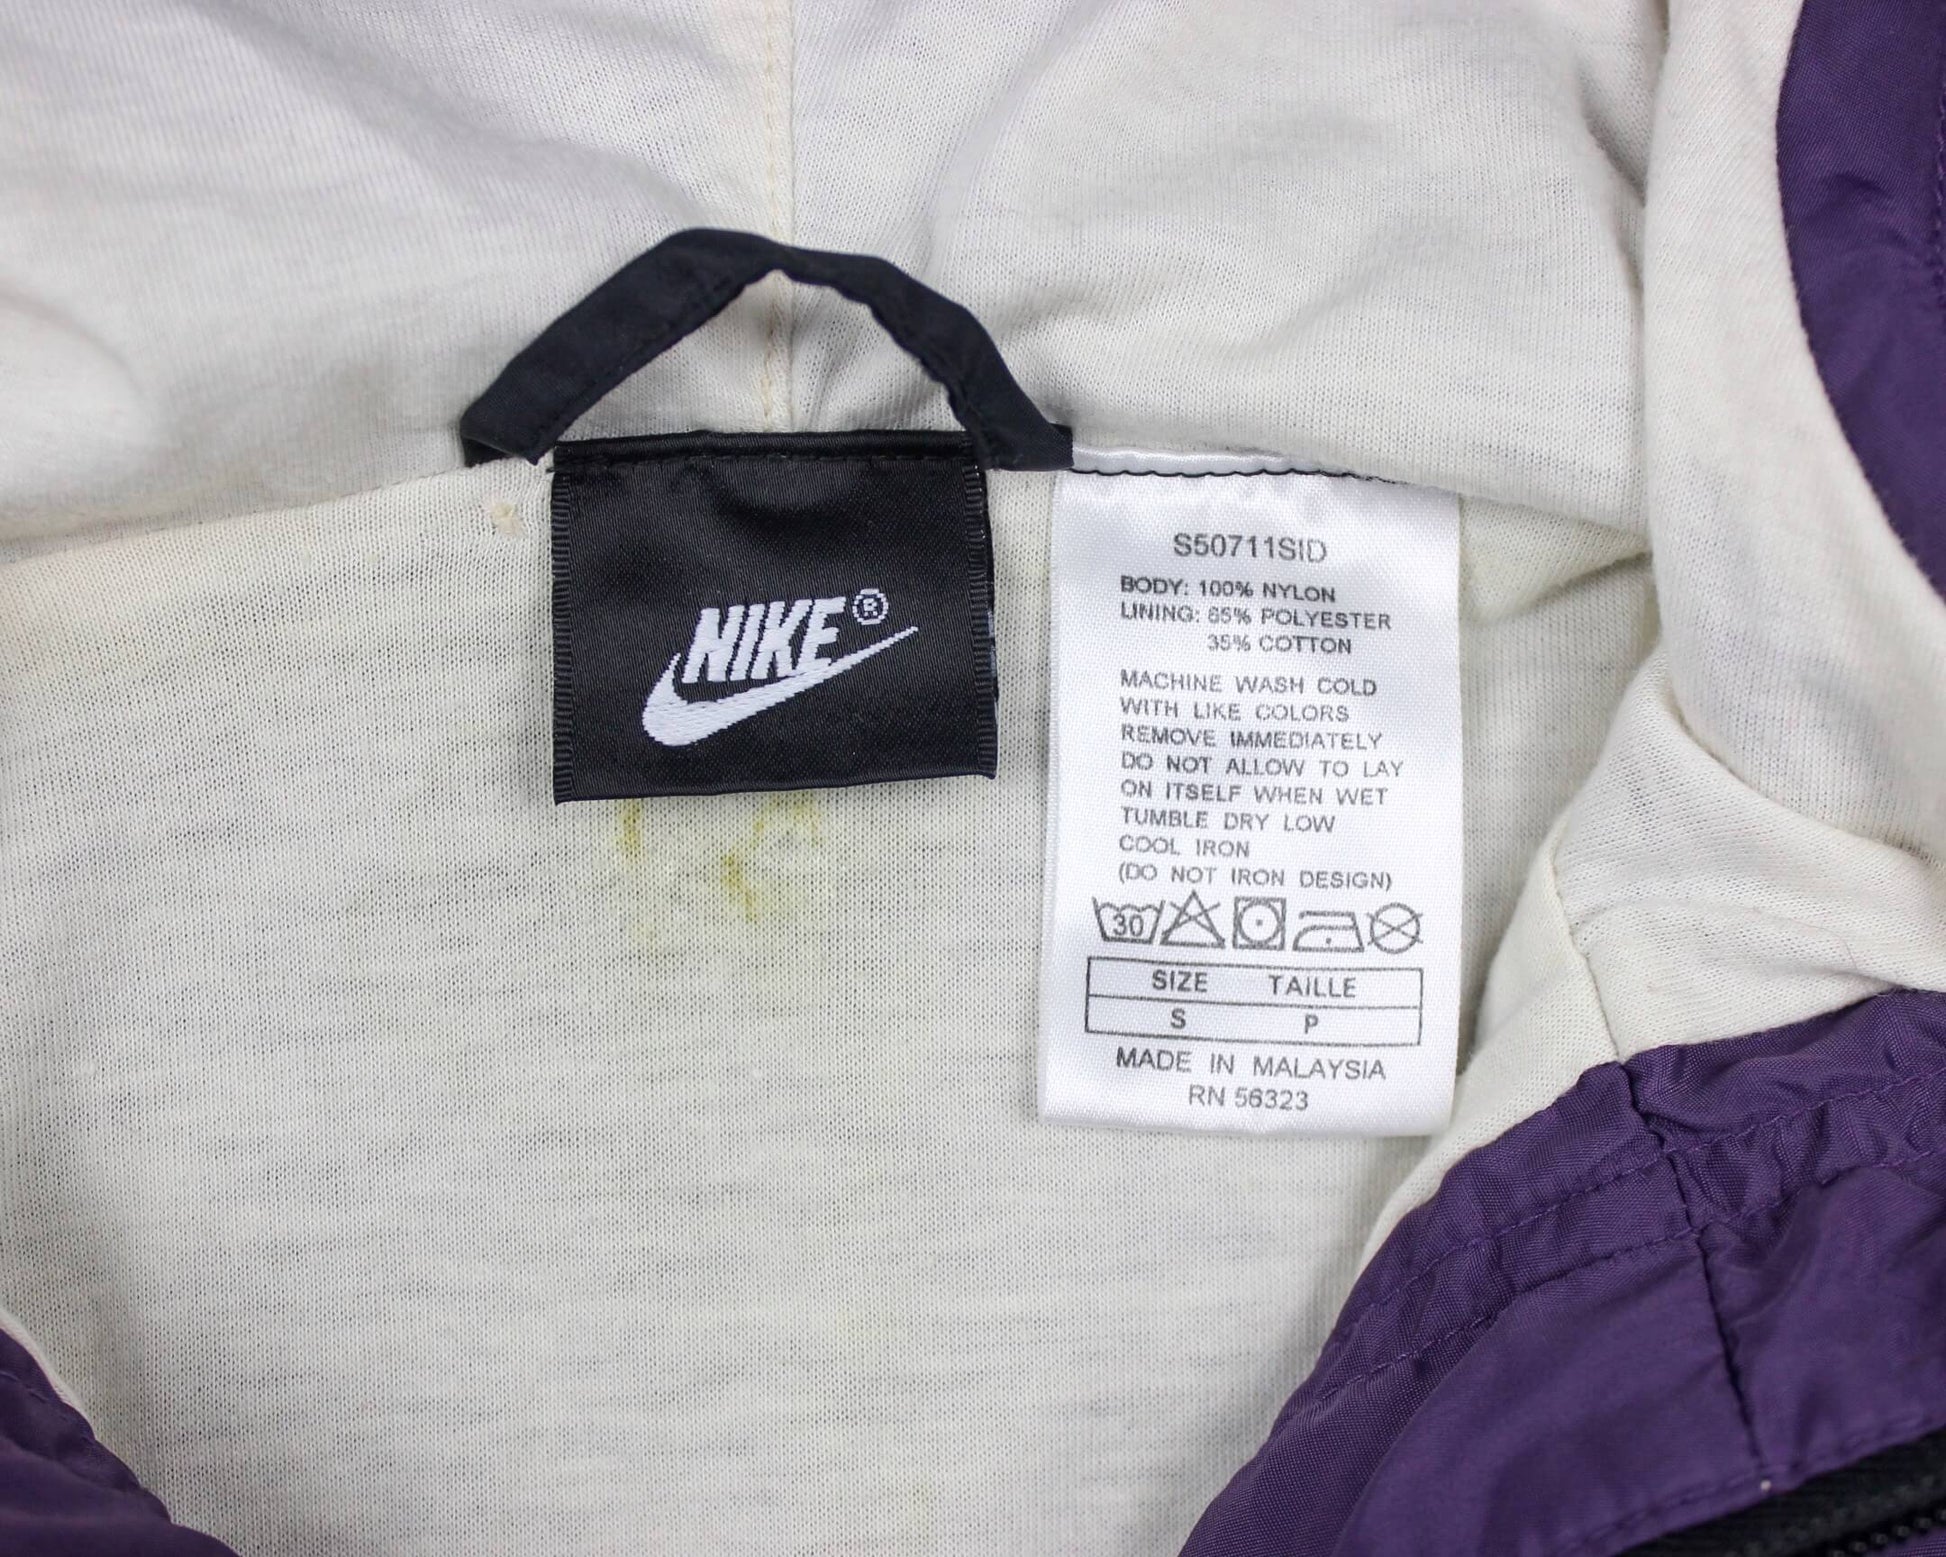 NIKE®
S50711SID
BODY: 100% NYLON
LINING: 65% POLYESTER
35% COTTON
MACHINE WASH COLD
WITH LIKE COLORS
REMOVE IMMEDIATELY
DO NOT ALLOW TO LAY
ON ITSELF WHEN WET
TUMBLE DRY LOW
COOL IRON
(DO NOT IRON DESIGN)
30
SIZE TAILLE
S P
MADE IN MALAYSIA
RN 56323